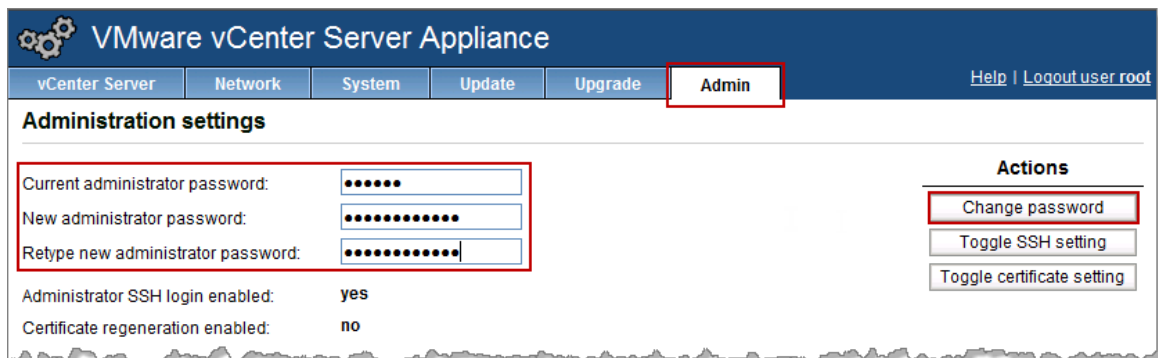 VMware vCenter Server Appliance
vCenter Server Network System Update Upgrade Admin Help | Logout user root
Administration settings
Actions
Current administrator password: ••••••
Change password
New administrator password: ••••••••••••
Retype new administrator password: ••••••••••••
Toggle SSH setting
Toggle certificate setting
Administrator SSH login enabled: yes
Certificate regeneration enabled: no